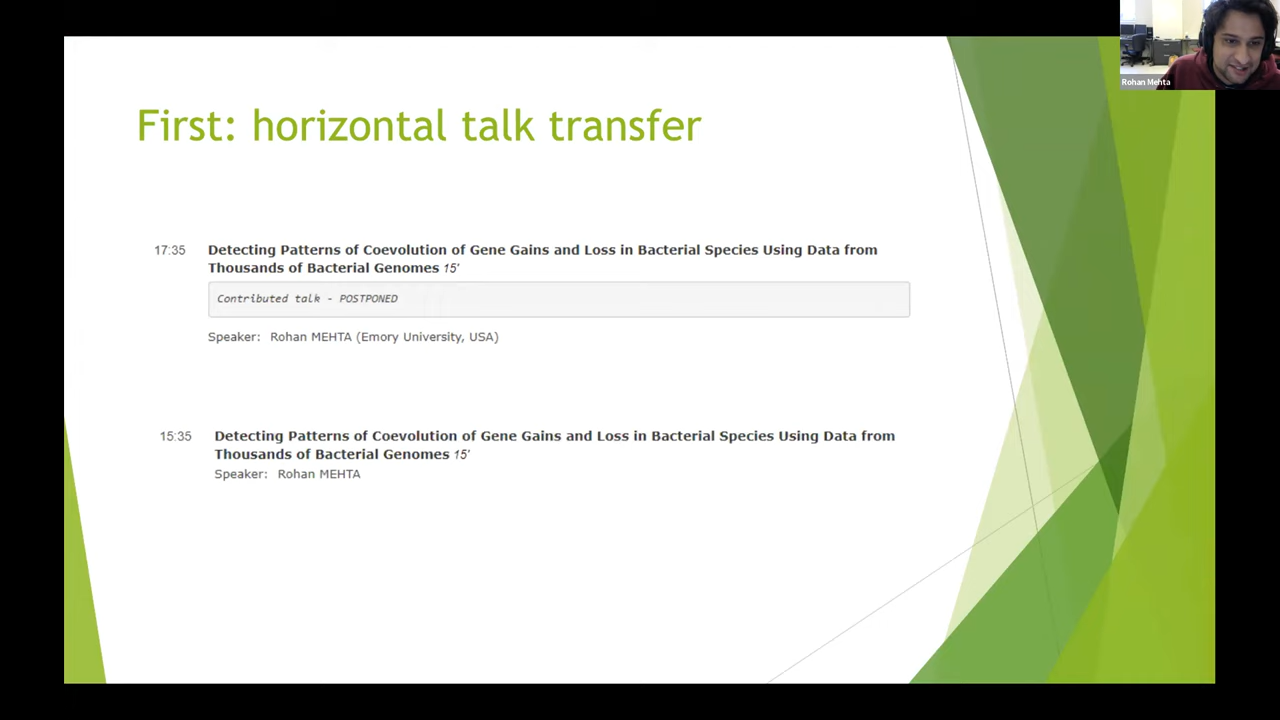 Rohan Mehta
First: horizontal talk transfer
17:35 Detecting Patterns of Coevolution of Gene Gains and Loss in Bacterial Species Using Data from
Thousands of Bacterial Genomes 15'
Contributed talk - POSTPONED
Speaker: Rohan MEHTA (Emory University, USA)
15:35 Detecting Patterns of Coevolution of Gene Gains and Loss in Bacterial Species Using Data from
Thousands of Bacterial Genomes 15'
Speaker: Rohan MEHTA